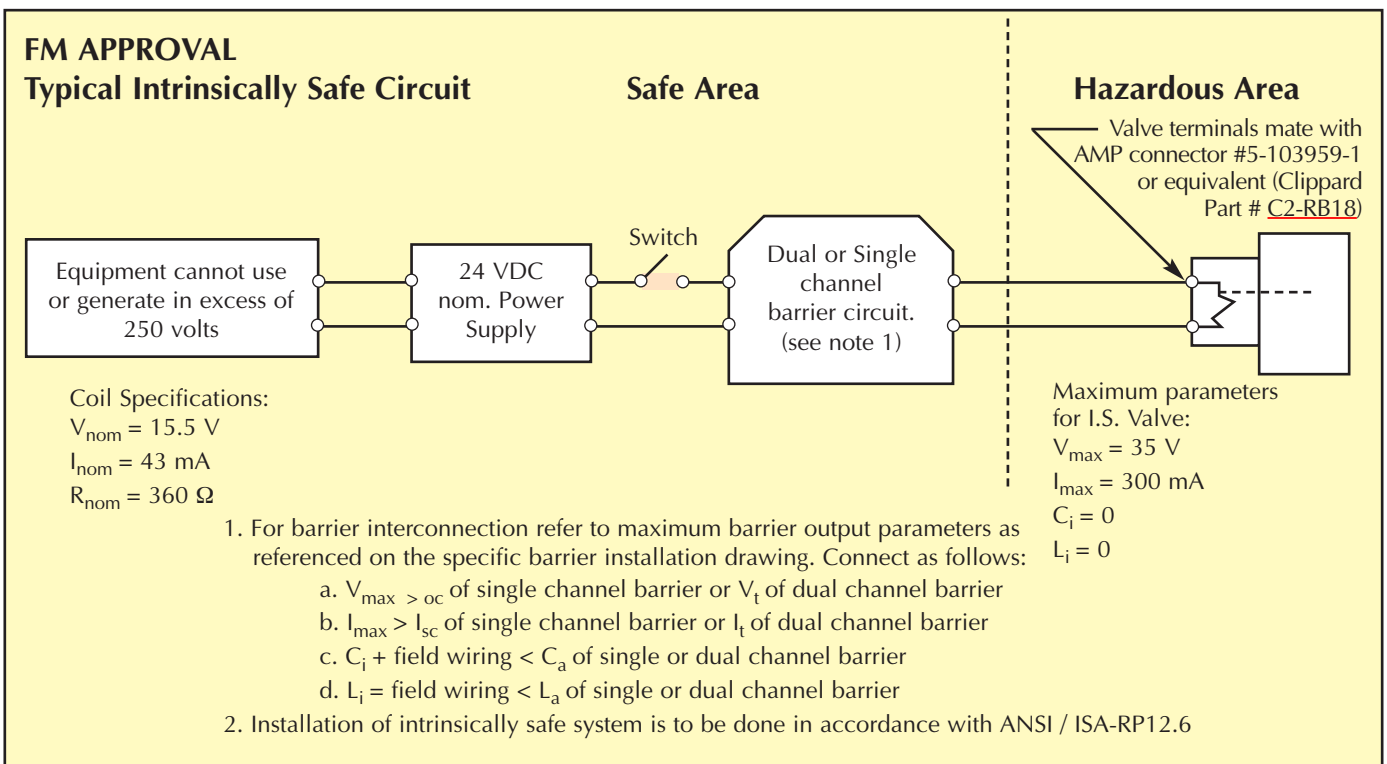 FM APPROVAL
Typical Intrinsically Safe Circuit
Safe Area
Hazardous Area
Valve terminals mate with
AMP connector #5-103959-1
or equivalent (Clippard
Part # C2-RB18)
Equipment cannot use
or generate in excess of
250 volts
24 VDC
nom. Power
Supply
Switch
Dual or Single
channel
barrier circuit.
(see note 1)
Coil Specifications:
Vnom = 15.5 V
Inom = 43 mA
Rnom = 360 Ω
Maximum parameters
for I.S. Valve:
Vmax = 35 V
Imax = 300 mA
Ci = 0
Li = 0
1. For barrier interconnection refer to maximum barrier output parameters as
referenced on the specific barrier installation drawing. Connect as follows:
a. Vmax > oc of single channel barrier or Vt of dual channel barrier
b. Imax > Isc of single channel barrier or It of dual channel barrier
c. Ci + field wiring < Ca of single or dual channel barrier
d. Li = field wiring < La of single or dual channel barrier
2. Installation of intrinsically safe system is to be done in accordance with ANSI / ISA-RP12.6